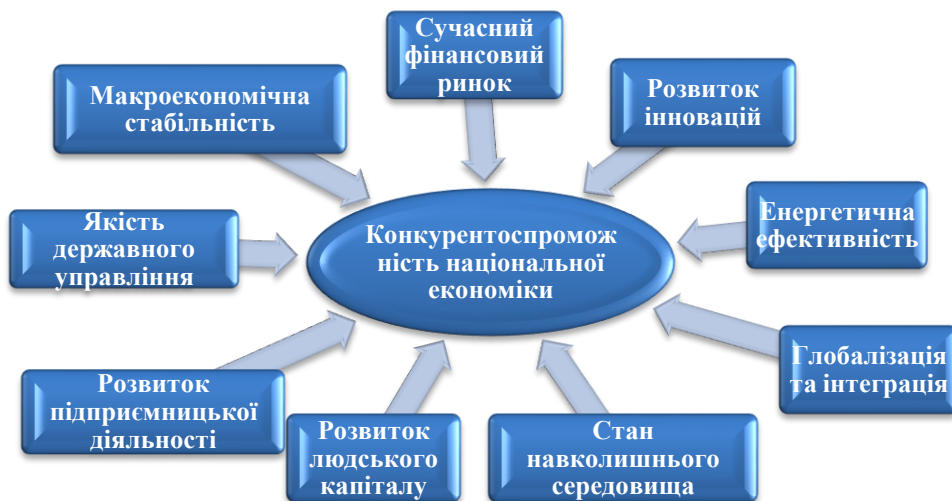 Сучасний
фінансовий
ринок
Макроекономічна
стабільність
Розвиток
інновацій
Якість
державного
управління
Конкурентоспромож
ність національної
економіки
Енергетична
ефективність
Глобалізація
та інтеграція
Розвиток
підприємницької
діяльності
Розвиток
людського
капіталу
Стан
навколишнього
середовища